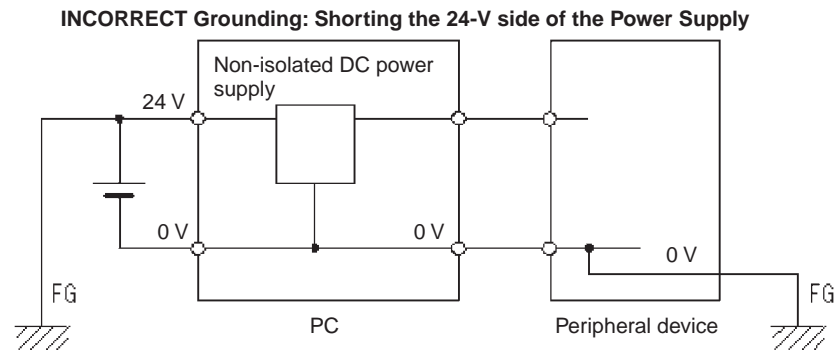 INCORRECT Grounding: Shorting the 24-V side of the Power Supply
Non-isolated DC power
supply
24 V
0 V
0 V
0 V
FG
FG
PC
Peripheral device